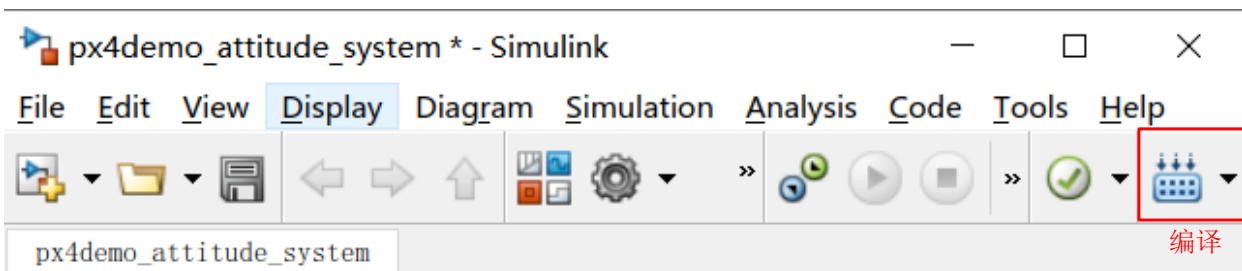 px4demo_attitude_system * - Simulink
File Edit View Display Diagram Simulation Analysis Code Tools Help
» »
px4demo_attitude_system
编译